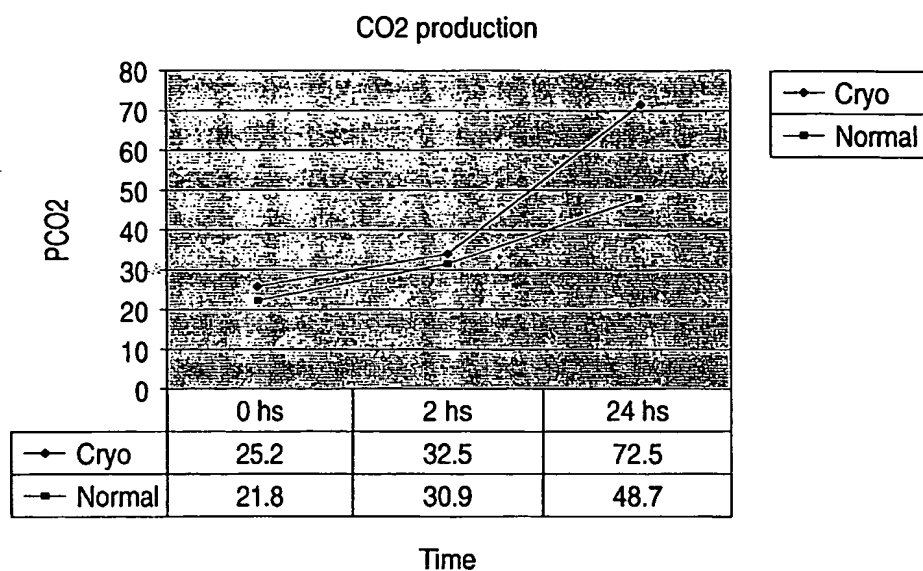 CO2 production
80
70
60
50
40
30
20
10
0
PCO2
Cryo
Normal
0 hs 2 hs 24 hs
Cryo 25.2 32.5 72.5
Normal 21.8 30.9 48.7
Time